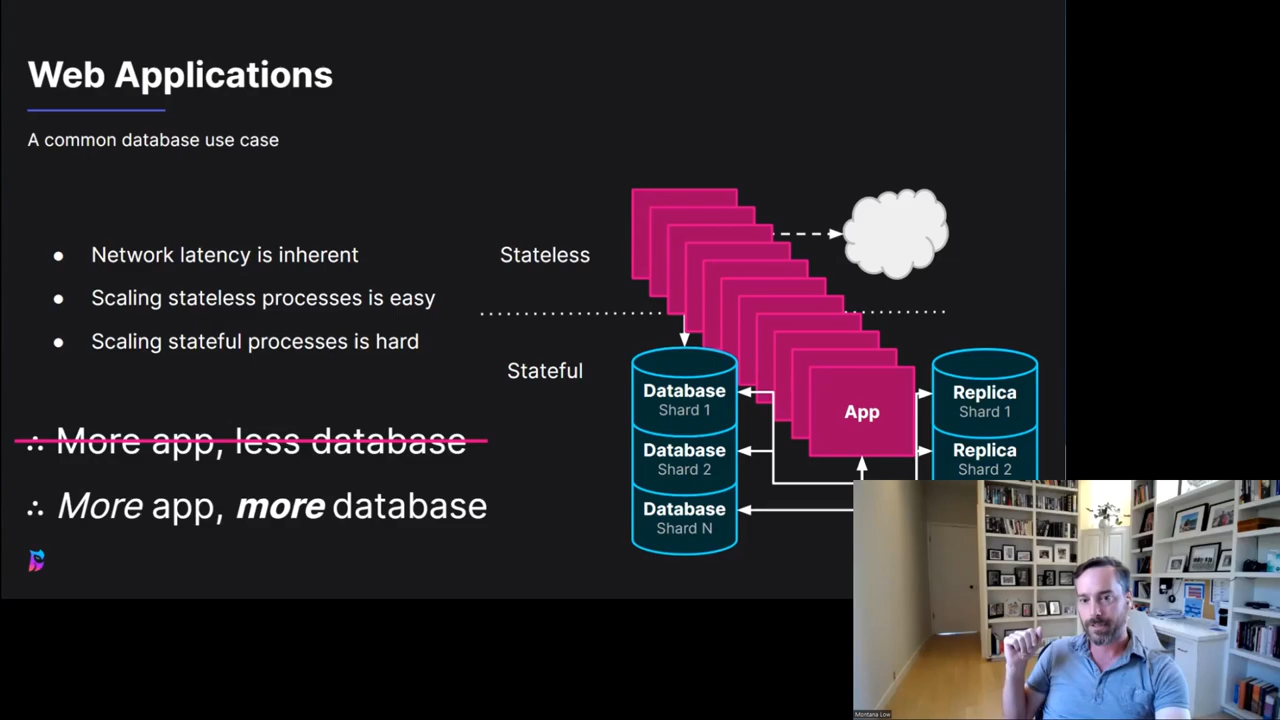 Web Applications
A common database use case
● Network latency is inherent
● Scaling stateless processes is easy
● Scaling stateful processes is hard
∴ More app, less database
∴ More app, more database
Stateless
Stateful
Database
Shard 1
Database
Shard 2
Database
Shard N
App
Replica
Shard 1
Replica
Shard 2
Montana Low